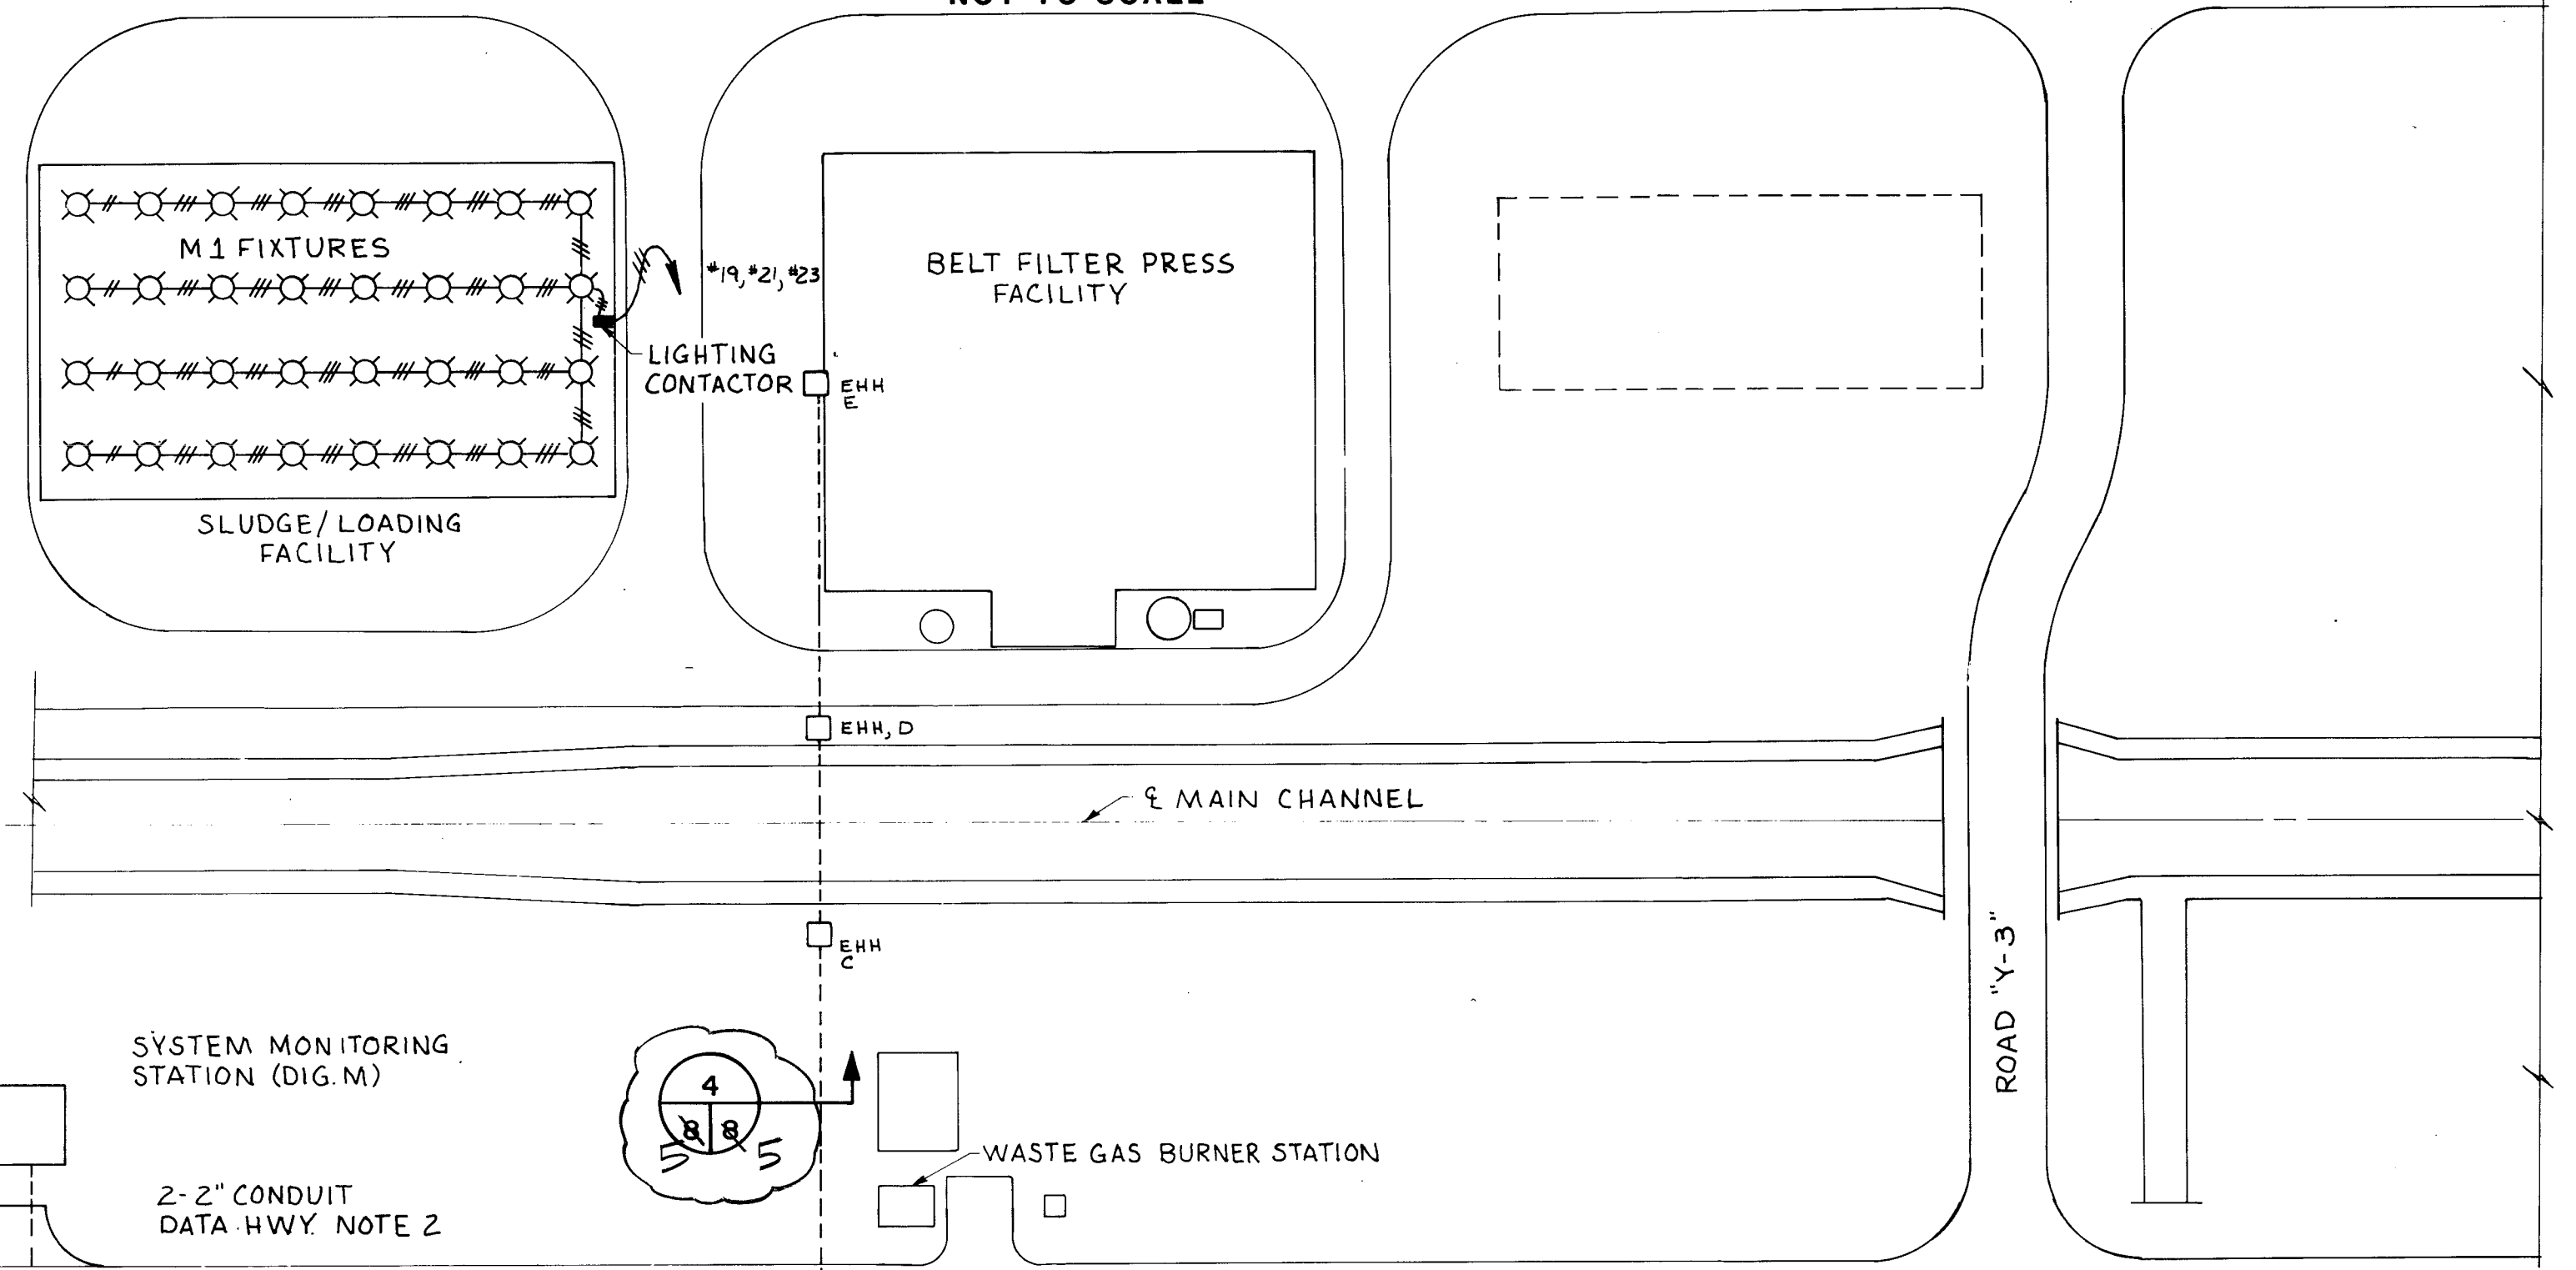 NOT TO SCALE
M1 FIXTURES
#19, #21, #23
BELT FILTER PRESS
FACILITY
LIGHTING
CONTACTOR
EHH
E
SLUDGE/LOADING
FACILITY
EHH, D
℄ MAIN CHANNEL
EHH
C
ROAD "Y-3"
SYSTEM MONITORING
STATION (DIG.M)
4
8 8
5 5
WASTE GAS BURNER STATION
2-2" CONDUIT
DATA HWY. NOTE 2